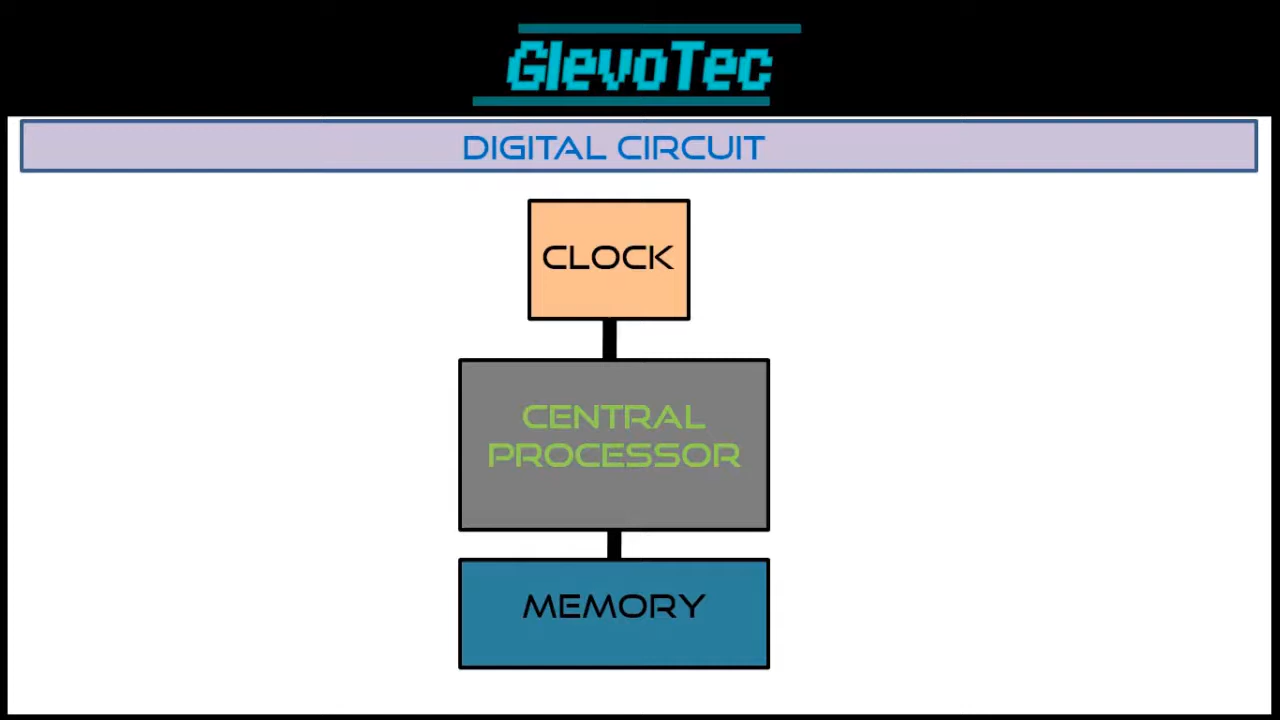 GlevoTec
DIGITAL CIRCUIT
CLOCK
CENTRAL
PROCESSOR
MEMORY